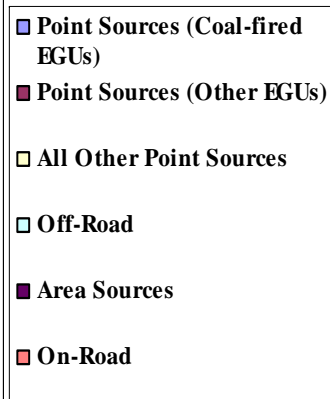 Point Sources (Coal-fired
EGUs)
Point Sources (Other EGUs)
All Other Point Sources
Off-Road
Area Sources
On-Road